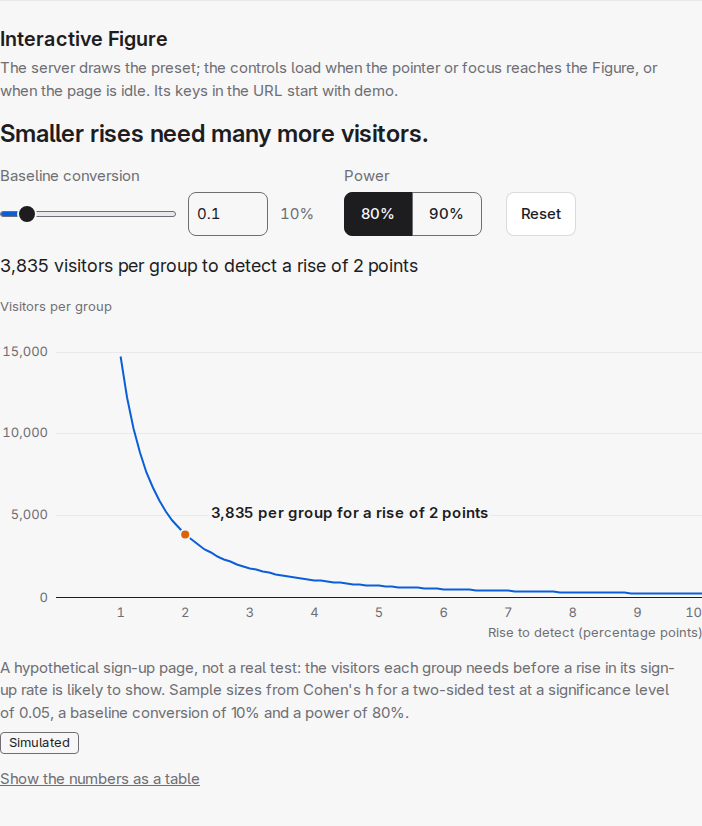 Interactive Figure
The server draws the preset; the controls load when the pointer or focus reaches the Figure, or
when the page is idle. Its keys in the URL start with demo.
Smaller rises need many more visitors.
Baseline conversion
Power
0.1
10%
80%
90%
Reset
3,835 visitors per group to detect a rise of 2 points
Visitors per group
15,000
10,000
5,000
3,835 per group for a rise of 2 points
0
1 2 3 4 5 6 7 8 9 10
Rise to detect (percentage points)
A hypothetical sign-up page, not a real test: the visitors each group needs before a rise in its sign-
up rate is likely to show. Sample sizes from Cohen's h for a two-sided test at a significance level
of 0.05, a baseline conversion of 10% and a power of 80%.
Simulated
Show the numbers as a table